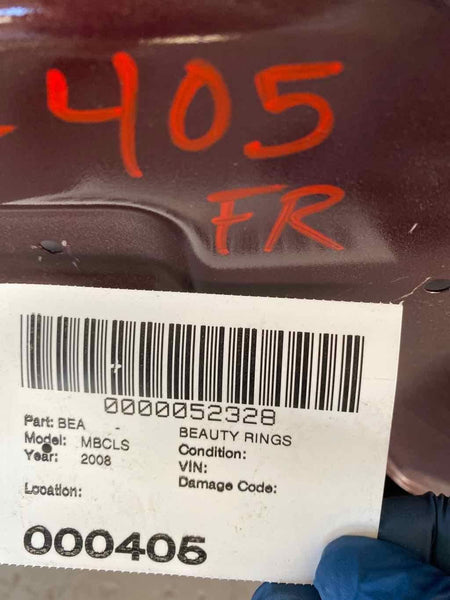 -405
FR
0000052328
Part: BEA -
BEAUTY RINGS
Model: MBCLS
Condition:
Year: 2008
VIN:
Damage Code:
Location:
000405